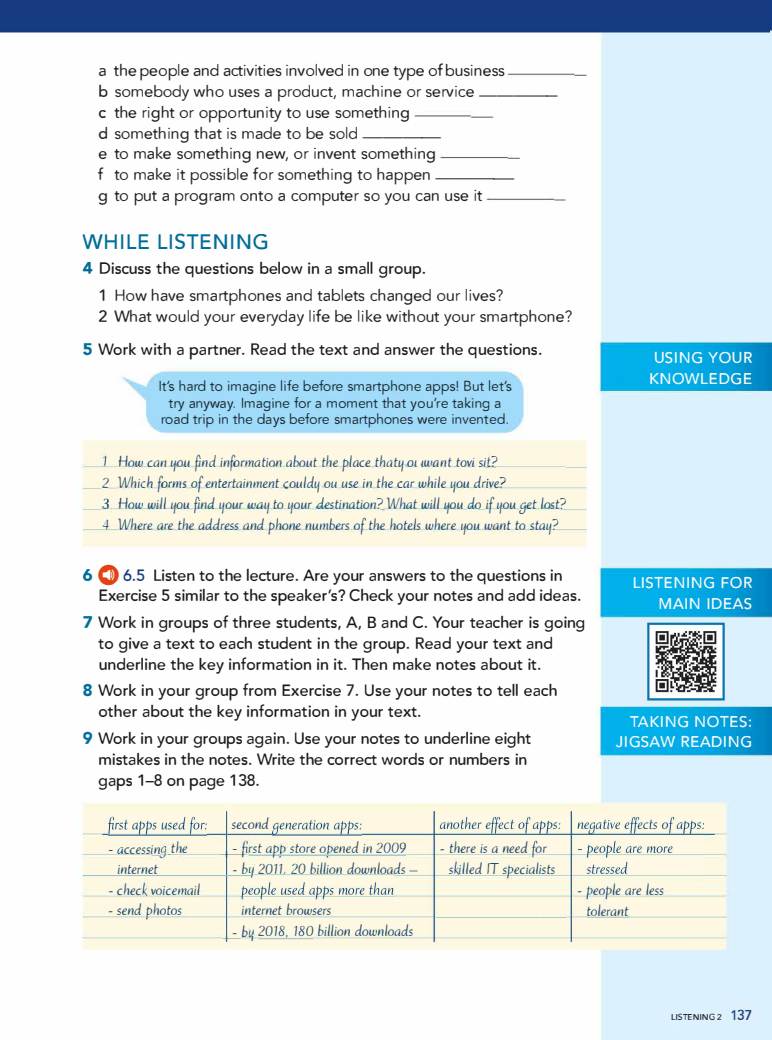 a the people and activities involved in one type of business __________
b somebody who uses a product, machine or service __________
c the right or opportunity to use something __________
d something that is made to be sold __________
e to make something new, or invent something __________
f to make it possible for something to happen __________
g to put a program onto a computer so you can use it __________
WHILE LISTENING
4 Discuss the questions below in a small group.
1 How have smartphones and tablets changed our lives?
2 What would your everyday life be like without your smartphone?
5 Work with a partner. Read the text and answer the questions.
USING YOUR
KNOWLEDGE
It's hard to imagine life before smartphone apps! But let's
try anyway. Imagine for a moment that you're taking a
road trip in the days before smartphones were invented.
1 How can you find information about the place thaty ou want tovi sit?
2 Which forms of entertainment couldy ou use in the car while you drive?
3 How will you find your way to your destination? What will you do if you get lost?
4 Where are the address and phone numbers of the hotels where you want to stay?
6 6.5 Listen to the lecture. Are your answers to the questions in
Exercise 5 similar to the speaker's? Check your notes and add ideas.
LISTENING FOR
MAIN IDEAS
7 Work in groups of three students, A, B and C. Your teacher is going
to give a text to each student in the group. Read your text and
underline the key information in it. Then make notes about it.
8 Work in your group from Exercise 7. Use your notes to tell each
other about the key information in your text.
TAKING NOTES:
JIGSAW READING
9 Work in your groups again. Use your notes to underline eight
mistakes in the notes. Write the correct words or numbers in
gaps 1–8 on page 138.
first apps used for:
- accessing the
internet
- check voicemail
- send photos
second generation apps:
- first app store opened in 2009
- by 2011, 20 billion downloads –
people used apps more than
internet browsers
- by 2018, 180 billion downloads
another effect of apps:
- there is a need for
skilled IT specialists
negative effects of apps:
- people are more
stressed
- people are less
tolerant
LISTENING 2 137